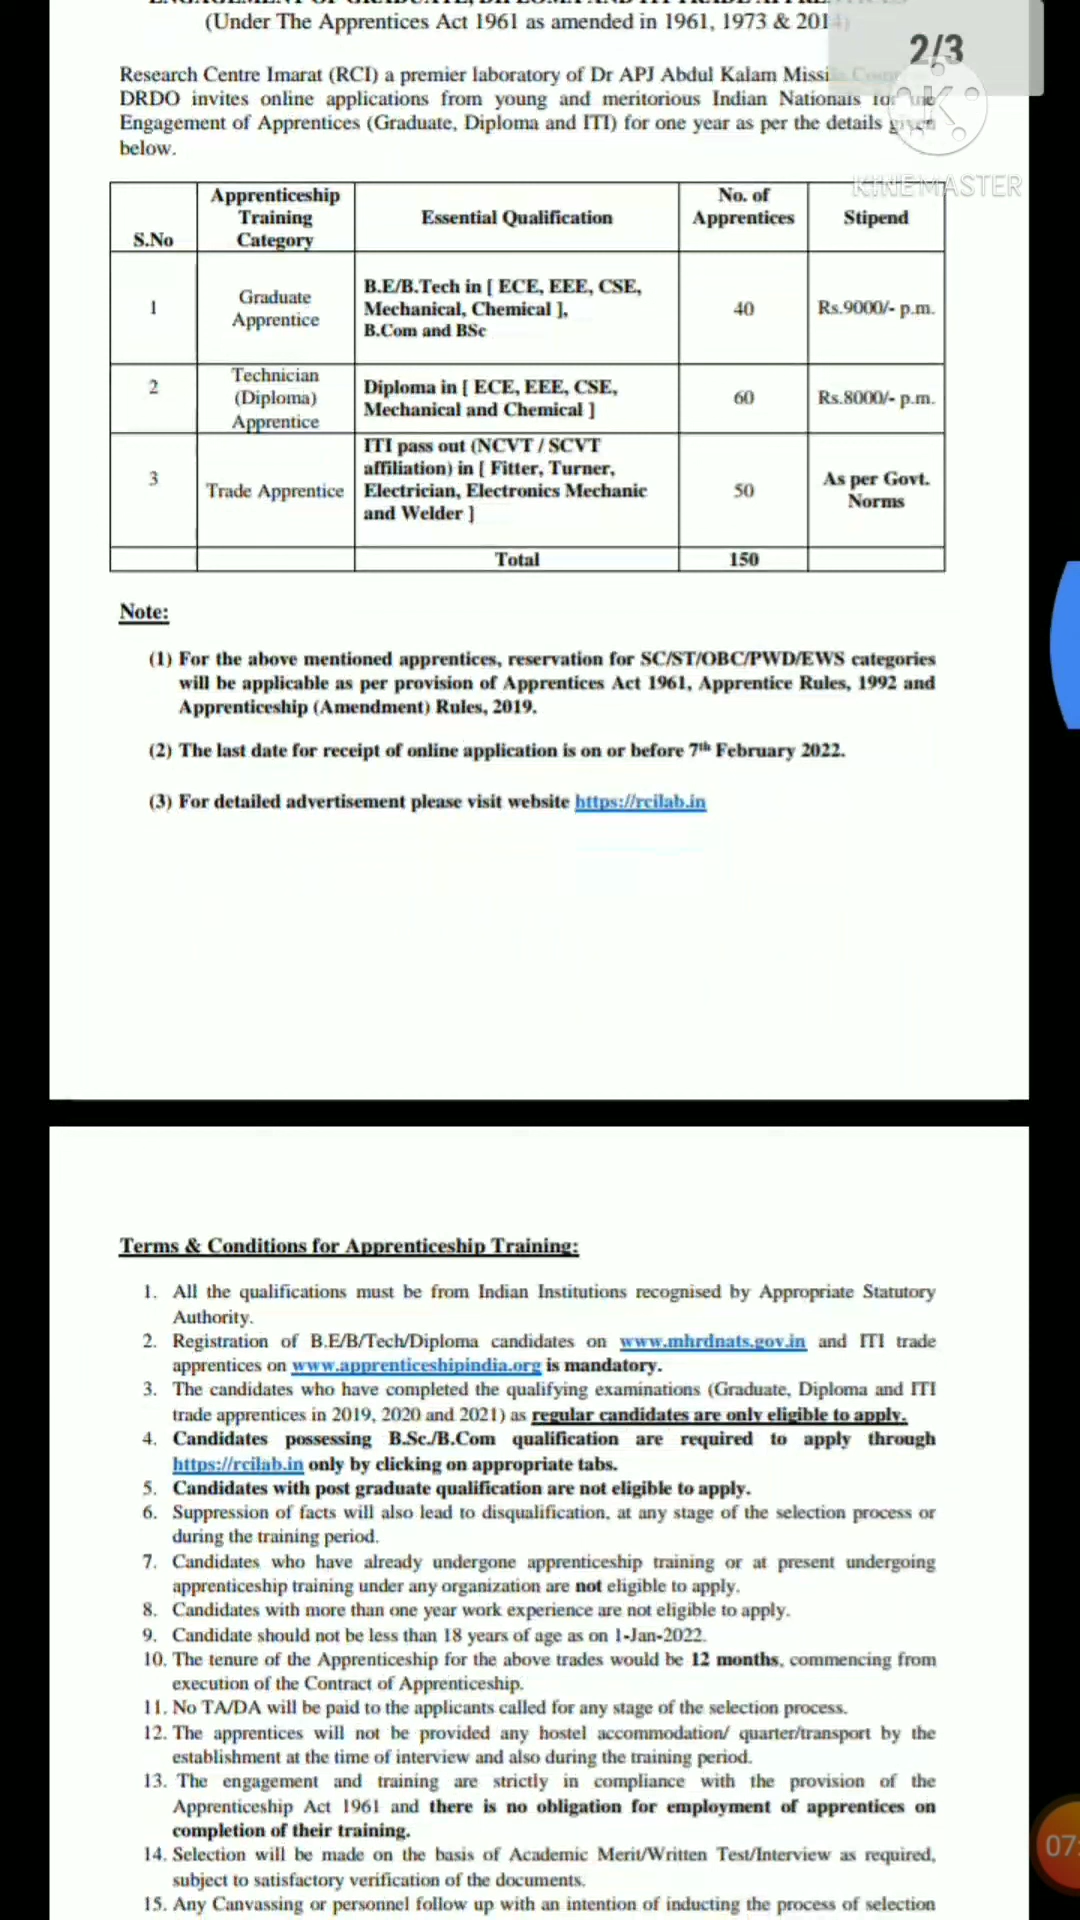 (Under The Apprentices Act 1961 as amended in 1961, 1973 & 2014)
2/3
Research Centre Imarat (RCI) a premier laboratory of Dr APJ Abdul Kalam
DRDO invites online applications from young and meritorious Indian Nationals for the
Engagement of Apprentices (Graduate, Diploma and ITI) for one year as per the details given
below.
KINEMASTER
S.No
Apprenticeship
Training
Category
Essential Qualification
No. of
Apprentices
Stipend
1
Graduate
Apprentice
B.E/B.Tech in [ ECE, EEE, CSE,
Mechanical, Chemical ],
B.Com and BSc
40
Rs.9000/- p.m.
2
Technician
(Diploma)
Apprentice
Diploma in [ ECE, EEE, CSE,
Mechanical and Chemical ]
60
Rs.8000/- p.m.
3
Trade Apprentice
ITI pass out (NCVT / SCVT
affiliation) in [ Fitter, Turner,
Electrician, Electronics Mechanic
and Welder ]
50
As per Govt.
Norms
Total
150
Note:
(1) For the above mentioned apprentices, reservation for SC/ST/OBC/PWD/EWS categories
will be applicable as per provision of Apprentices Act 1961, Apprentice Rules, 1992 and
Apprenticeship (Amendment) Rules, 2019.
(2) The last date for receipt of online application is on or before 7th February 2022.
(3) For detailed advertisement please visit website https://rcilab.in
Terms & Conditions for Apprenticeship Training:
1. All the qualifications must be from Indian Institutions recognised by Appropriate Statutory
Authority.
2. Registration of B.E/B/Tech/Diploma candidates on www.mhrdnats.gov.in and ITI trade
apprentices on www.apprenticeshipindia.org is mandatory.
3. The candidates who have completed the qualifying examinations (Graduate, Diploma and ITI
trade apprentices in 2019, 2020 and 2021) as regular candidates are only eligible to apply.
4. Candidates possessing B.Sc./B.Com qualification are required to apply through
https://rcilab.in only by clicking on appropriate tabs.
5. Candidates with post graduate qualification are not eligible to apply.
6. Suppression of facts will also lead to disqualification, at any stage of the selection process or
during the training period.
7. Candidates who have already undergone apprenticeship training or at present undergoing
apprenticeship training under any organization are not eligible to apply.
8. Candidates with more than one year work experience are not eligible to apply.
9. Candidate should not be less than 18 years of age as on 1-Jan-2022.
10. The tenure of the Apprenticeship for the above trades would be 12 months, commencing from
execution of the Contract of Apprenticeship.
11. No TA/DA will be paid to the applicants called for any stage of the selection process.
12. The apprentices will not be provided any hostel accommodation/ quarter/transport by the
establishment at the time of interview and also during the training period.
13. The engagement and training are strictly in compliance with the provision of the
Apprenticeship Act 1961 and there is no obligation for employment of apprentices on
completion of their training.
14. Selection will be made on the basis of Academic Merit/Written Test/Interview as required,
subject to satisfactory verification of the documents.
15. Any Canvassing or personnel follow up with an intention of inducting the process of selection
07: